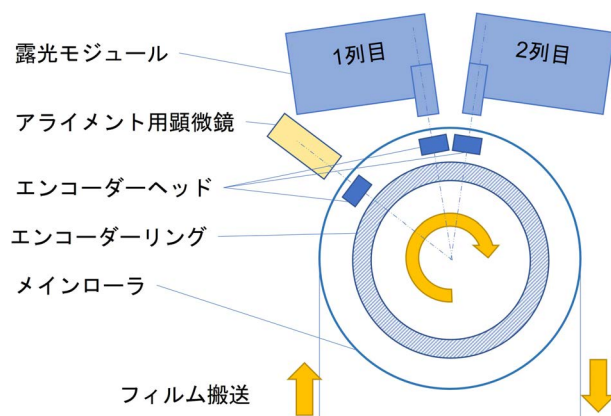 露光モジュール
1列目
2列目
アライメント用顕微鏡
エンコーダーヘッド
エンコーダーリング
メインローラ
フィルム搬送